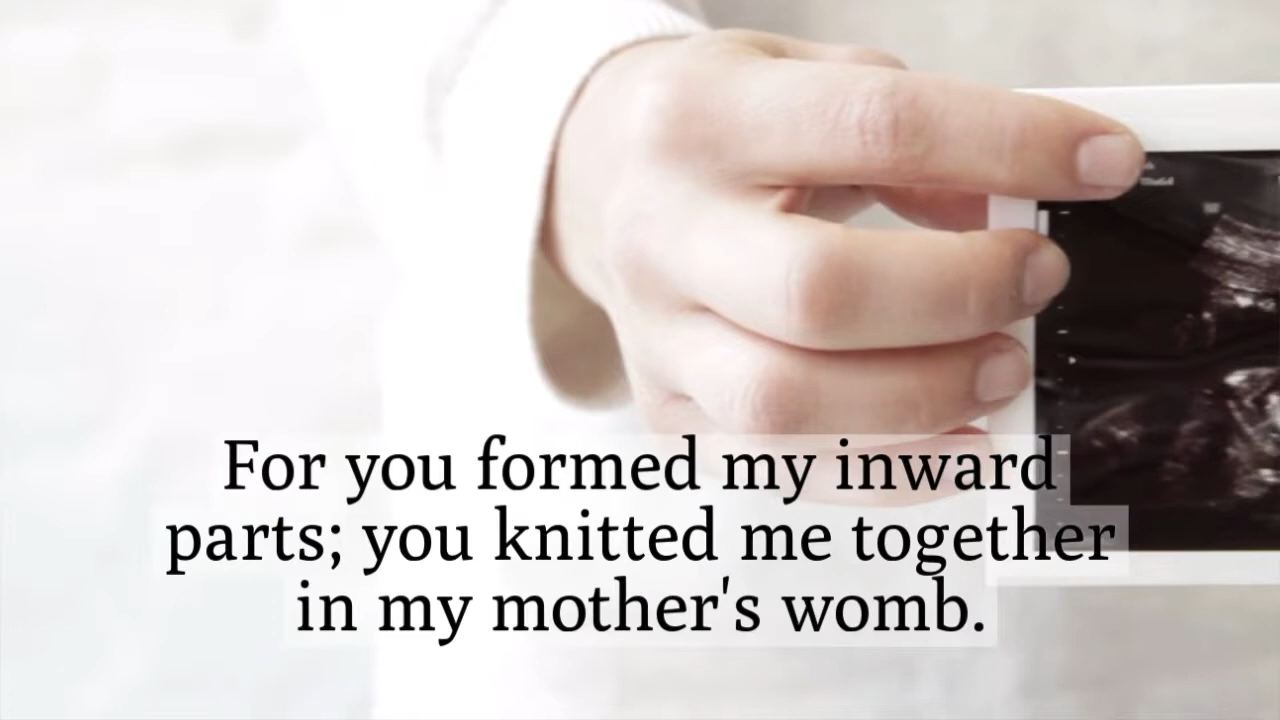 For you formed my inward
parts; you knitted me together
in my mother's womb.